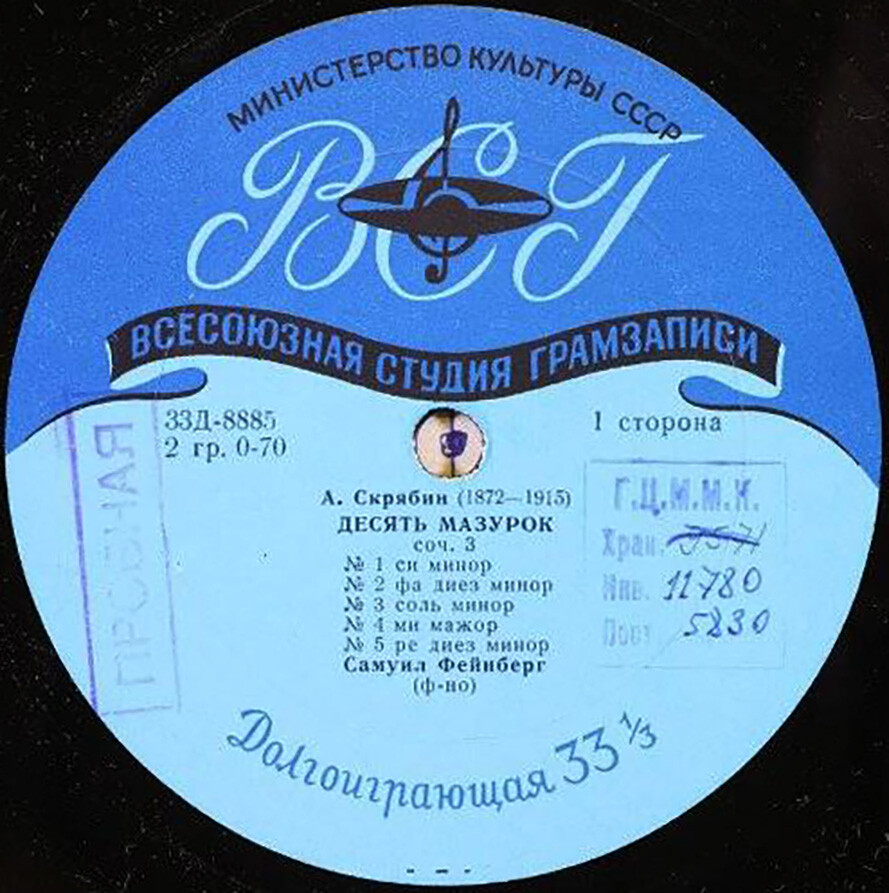 МИНИСТЕРСТВО КУЛЬТУРЫ СССР
ВСГ
ВСЕСОЮЗНАЯ СТУДИЯ ГРАМЗАПИСИ
33Д-8885
2 гр. 0-70
1 сторона
ПРОБНАЯ
Г.Ц.М.М.К.
Хран.
Инв. 11780
5230
А. Скрябин (1872—1915)
ДЕСЯТЬ МАЗУРОК
соч. 3
№ 1 си минор
№ 2 фа диез минор
№ 3 соль минор
№ 4 ми мажор
№ 5 ре диез минор
Самуил Фейнберг
(ф-но)
Долгоиграющая 33 1/3